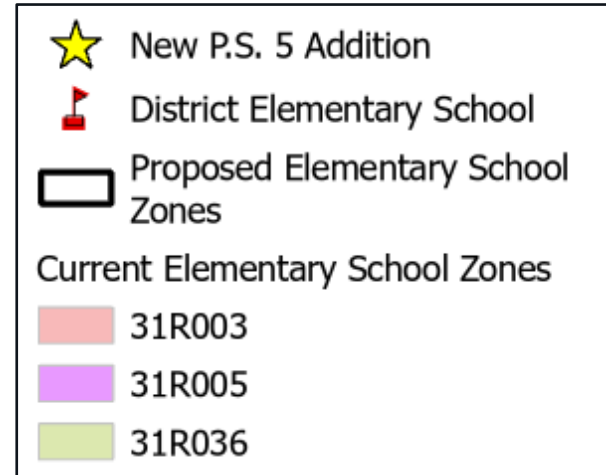 New P.S. 5 Addition
District Elementary School
Proposed Elementary School
Zones
Current Elementary School Zones
31R003
31R005
31R036